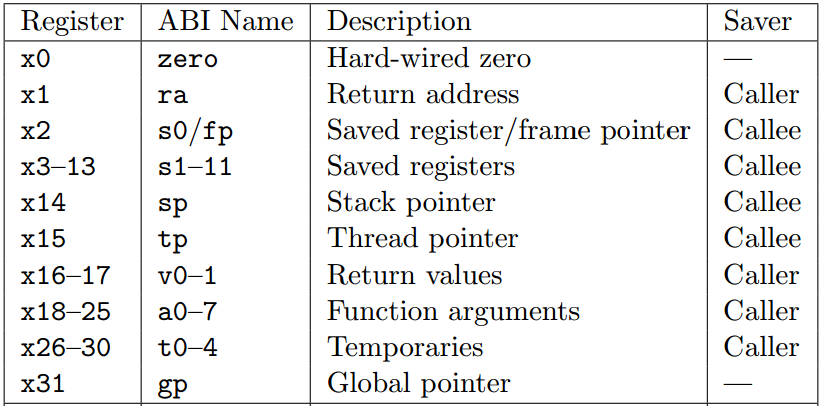 Register ABI Name Description Saver
x0 zero Hard-wired zero —
x1 ra Return address Caller
x2 s0/fp Saved register/frame pointer Callee
x3–13 s1–11 Saved registers Callee
x14 sp Stack pointer Callee
x15 tp Thread pointer Callee
x16–17 v0–1 Return values Caller
x18–25 a0–7 Function arguments Caller
x26–30 t0–4 Temporaries Caller
x31 gp Global pointer —